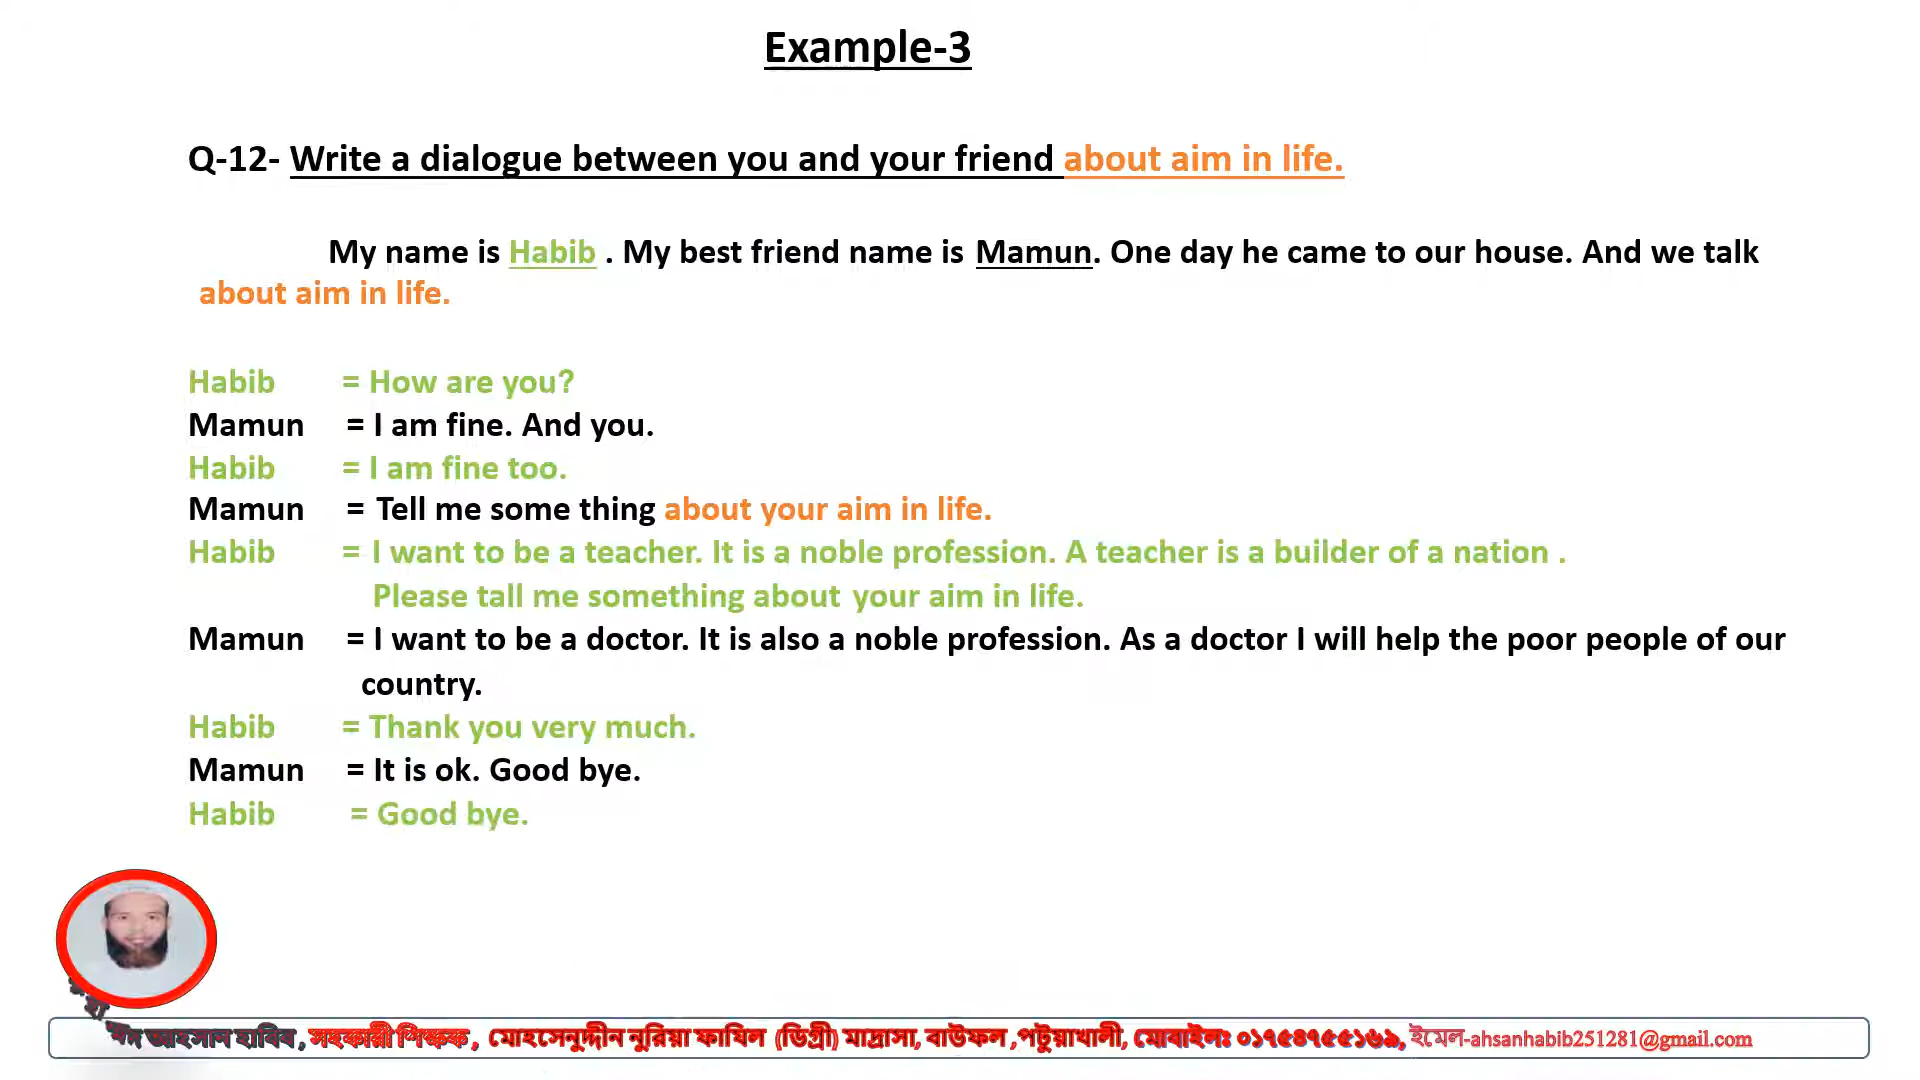 Example-3
Q-12- Write a dialogue between you and your friend about aim in life.
My name is Habib . My best friend name is Mamun. One day he came to our house. And we talk
about aim in life.
Habib = How are you?
Mamun = I am fine. And you.
Habib = I am fine too.
Mamun = Tell me some thing about your aim in life.
Habib = I want to be a teacher. It is a noble profession. A teacher is a builder of a nation .
Please tall me something about your aim in life.
Mamun = I want to be a doctor. It is also a noble profession. As a doctor I will help the poor people of our
country.
Habib = Thank you very much.
Mamun = It is ok. Good bye.
Habib = Good bye.
আহসান হাবিব , সহকারী শিক্ষক , মোহসেনুদ্দীন নুরিয়া ফাযিল (ডিগ্রী) মাদ্রাসা, বাউফল ,পটুয়াখালী, মোবাইলঃ ০১৭৫৪৭৫৫১৬৯, ইমেল-ahsanhabib251281@gmail.com